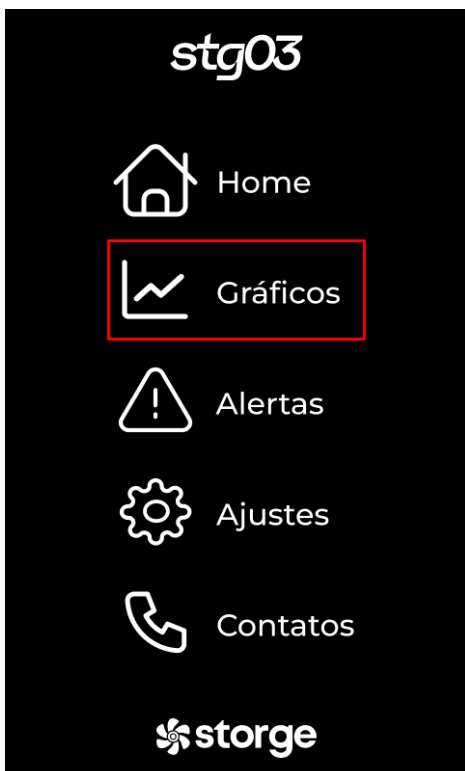 stg03
Home
Gráficos
Alertas
Ajustes
Contatos
storge